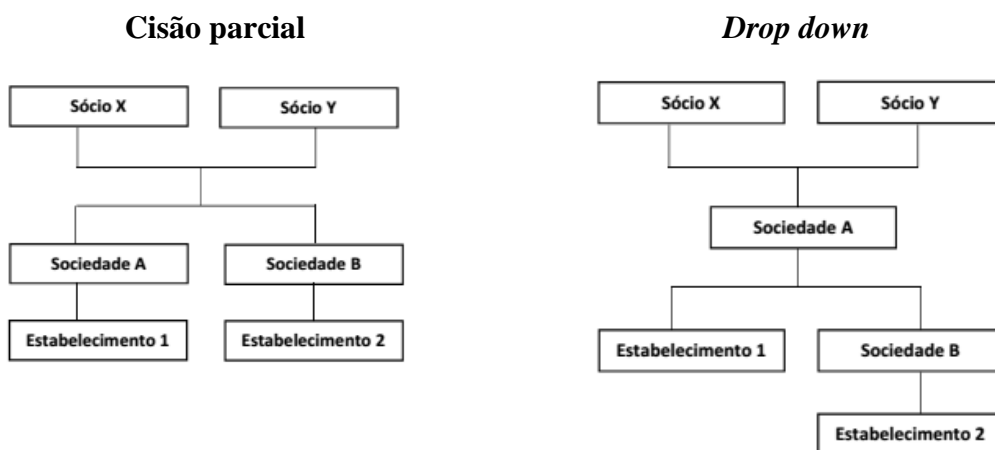 Cisão parcial
Sócio X
Sócio Y
Sociedade A
Sociedade B
Estabelecimento 1
Estabelecimento 2
Drop down
Sócio X
Sócio Y
Sociedade A
Estabelecimento 1
Sociedade B
Estabelecimento 2